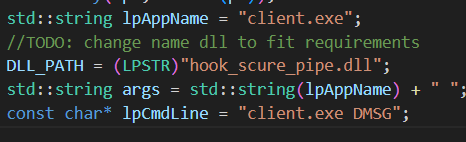 std::string lpAppName = "client.exe";
//TODO: change name dll to fit requirements
DLL_PATH = (LPSTR)"hook_scure_pipe.dll";
std::string args = std::string(lpAppName) + " ";
const char* lpCmdLine = "client.exe DMSG";